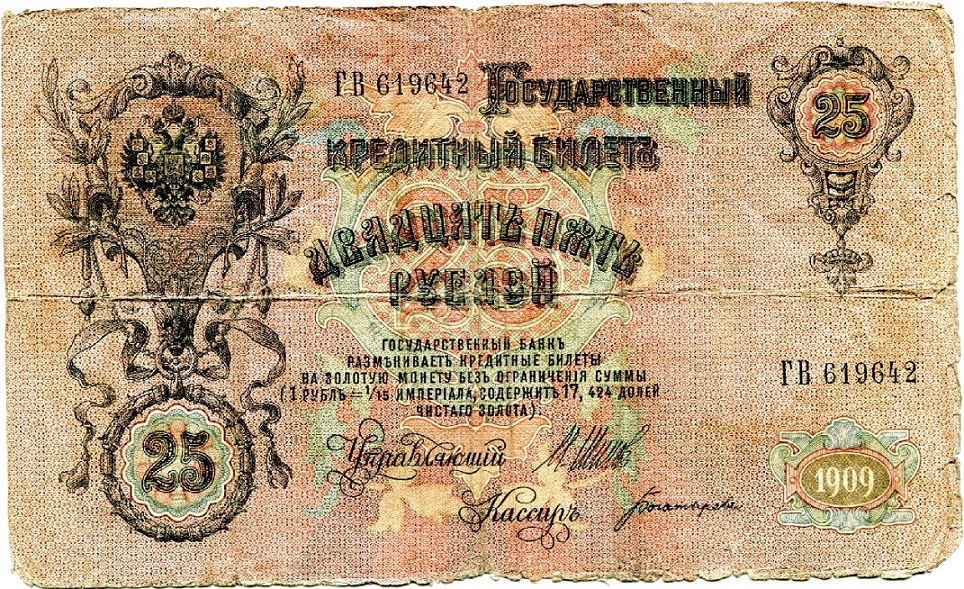 ГВ 619642 Государственный
25
Кредитный Билетъ
Двадцать пять
рублей
Государственный Банкъ
размѣниваетъ кредитные билеты
на золотую монету безъ ограниченія суммы
(1 рубль = 1/15 имперіала, содержитъ 17, 424 долей
чистаго золота)
ГВ 619642
Управляющій
25
Кассиръ
1909